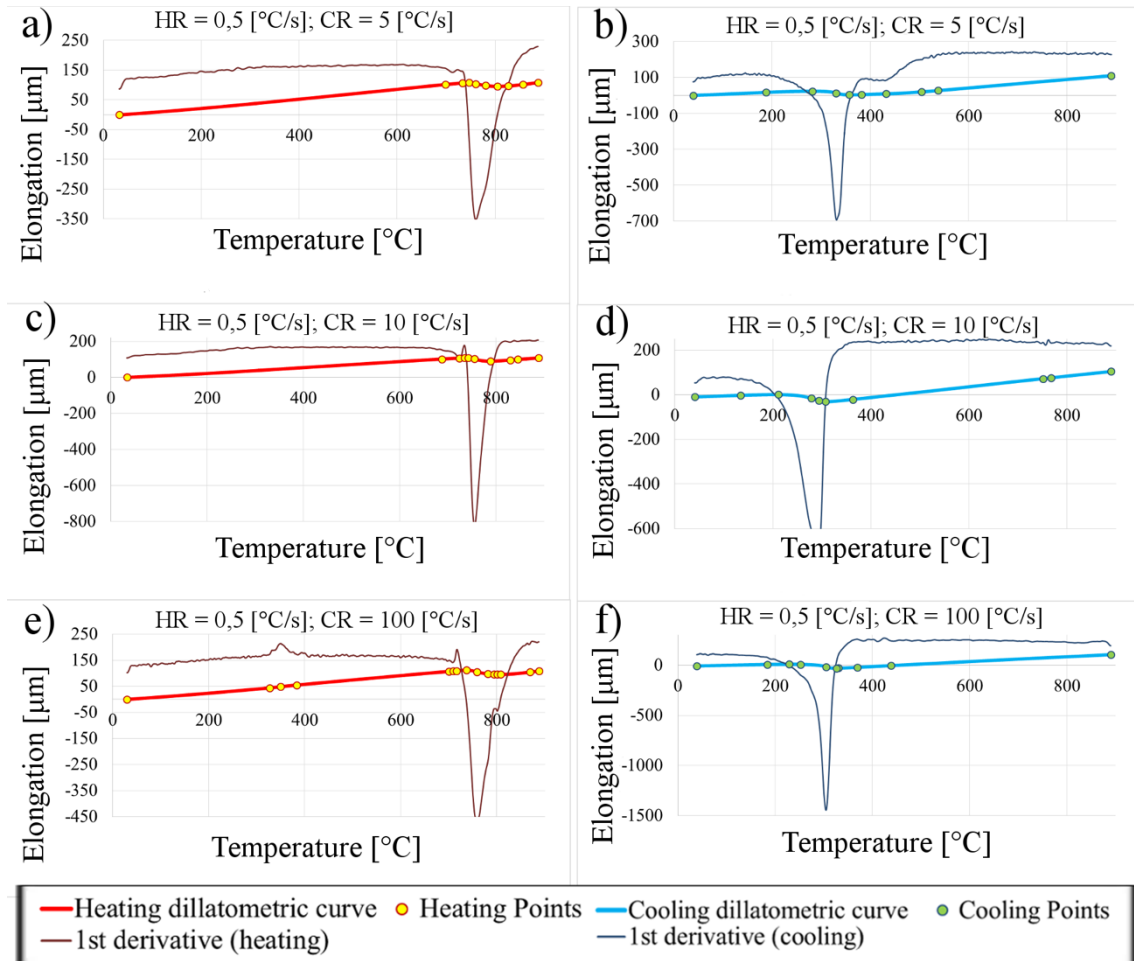 a)
HR = 0,5 [°C/s]; CR = 5 [°C/s]
250
150
50
-50
-150
-250
-350
0 200 400 600 800
Elongation [µm]
Temperature [°C]
b)
HR = 0,5 [°C/s]; CR = 5 [°C/s]
300
100
-100
-300
-500
-700
0 200 400 600 800
Elongation [µm]
Temperature [°C]
c)
HR = 0,5 [°C/s]; CR = 10 [°C/s]
200
0
-200
-400
-600
-800
0 200 400 600 800
Elongation [µm]
Temperature [°C]
d)
HR = 0,5 [°C/s]; CR = 10 [°C/s]
200
0
-200
-400
-600
0 200 400 600 800
Elongation [µm]
Temperature [°C]
e)
HR = 0,5 [°C/s]; CR = 100 [°C/s]
250
150
50
-50
-150
-250
-350
-450
0 200 400 600 800
Elongation [µm]
Temperature [°C]
f)
HR = 0,5 [°C/s]; CR = 100 [°C/s]
0
-500
-1000
-1500
0 200 400 600 800
Elongation [µm]
Temperature [°C]
Heating dillatometric curve Heating Points Cooling dillatometric curve Cooling Points
1st derivative (heating) 1st derivative (cooling)